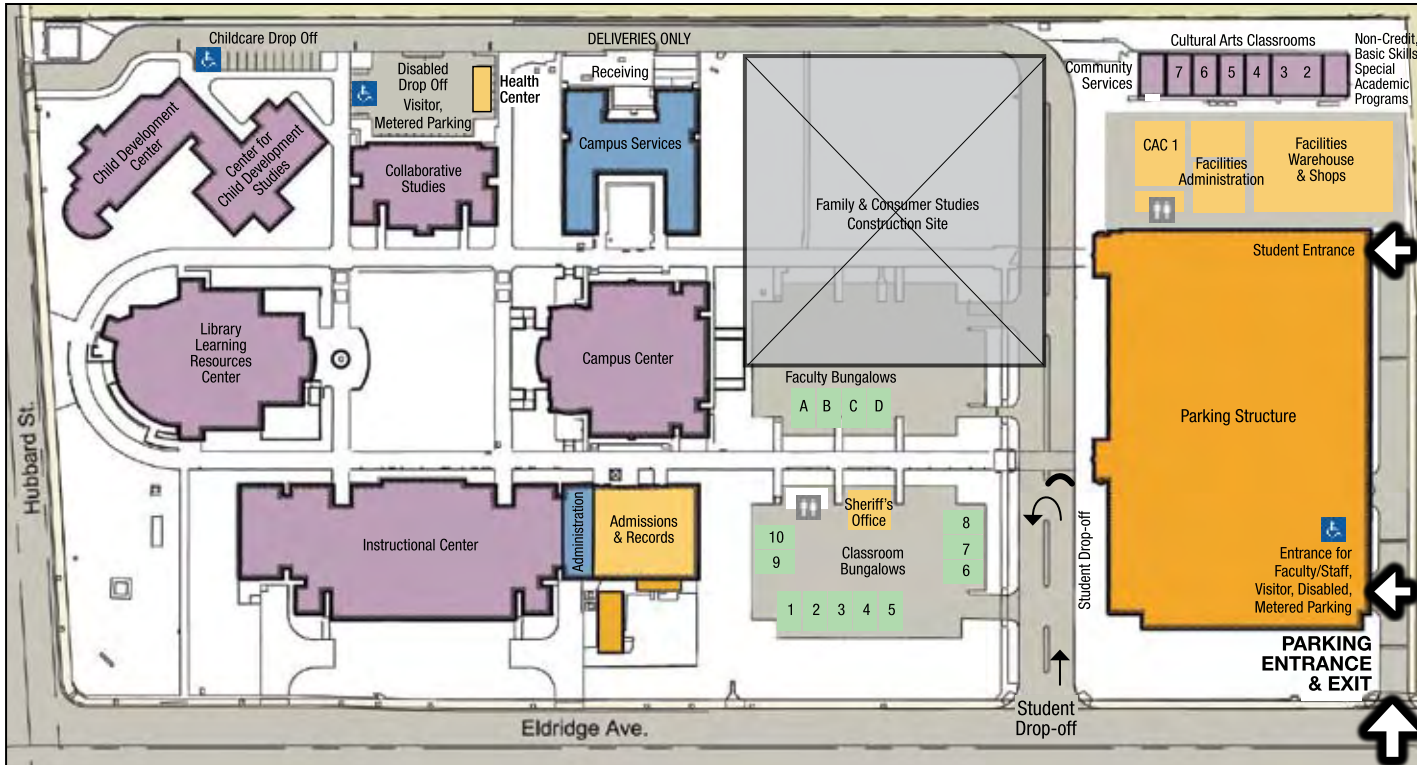 Childcare Drop Off
DELIVERIES ONLY
Cultural Arts Classrooms
Non-Credit,
Basic Skills,
Special
Academic
Programs
Community
Services
7 6 5 4 3 2
Disabled
Drop Off
Visitor,
Metered Parking
Health
Center
Receiving
Campus Services
Child Development
Center
Center for
Child Development
Studies
Collaborative
Studies
Family & Consumer Studies
Construction Site
CAC 1
Facilities
Administration
Facilities
Warehouse
& Shops
Student Entrance
Library
Learning
Resources
Center
Campus Center
Faculty Bungalows
A B C D
Parking Structure
Hubbard St.
Instructional Center
Administration
Admissions
& Records
Sheriff's
Office
Classroom
Bungalows
10
9
8
7
6
1 2 3 4 5
Student Drop-off
Entrance for
Faculty/Staff,
Visitor, Disabled,
Metered Parking
PARKING
ENTRANCE
& EXIT
Student
Drop-off
Eldridge Ave.